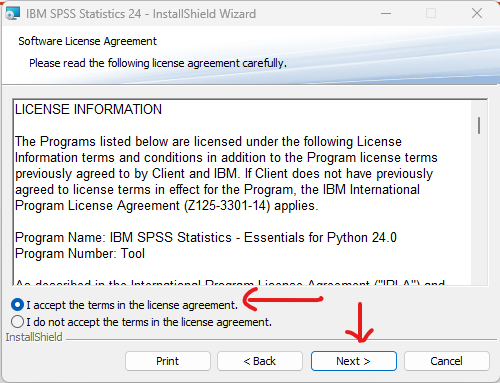 IBM SPSS Statistics 24 - InstallShield Wizard
Software License Agreement
Please read the following license agreement carefully.
LICENSE INFORMATION
The Programs listed below are licensed under the following License
Information terms and conditions in addition to the Program license terms
previously agreed to by Client and IBM. If Client does not have previously
agreed to license terms in effect for the Program, the IBM International
Program License Agreement (Z125-3301-14) applies.
Program Name: IBM SPSS Statistics - Essentials for Python 24.0
Program Number: Tool
As described in the International Program License Agreement ("IPLA") and
I accept the terms in the license agreement.
I do not accept the terms in the license agreement.
InstallShield
Print
< Back
Next >
Cancel